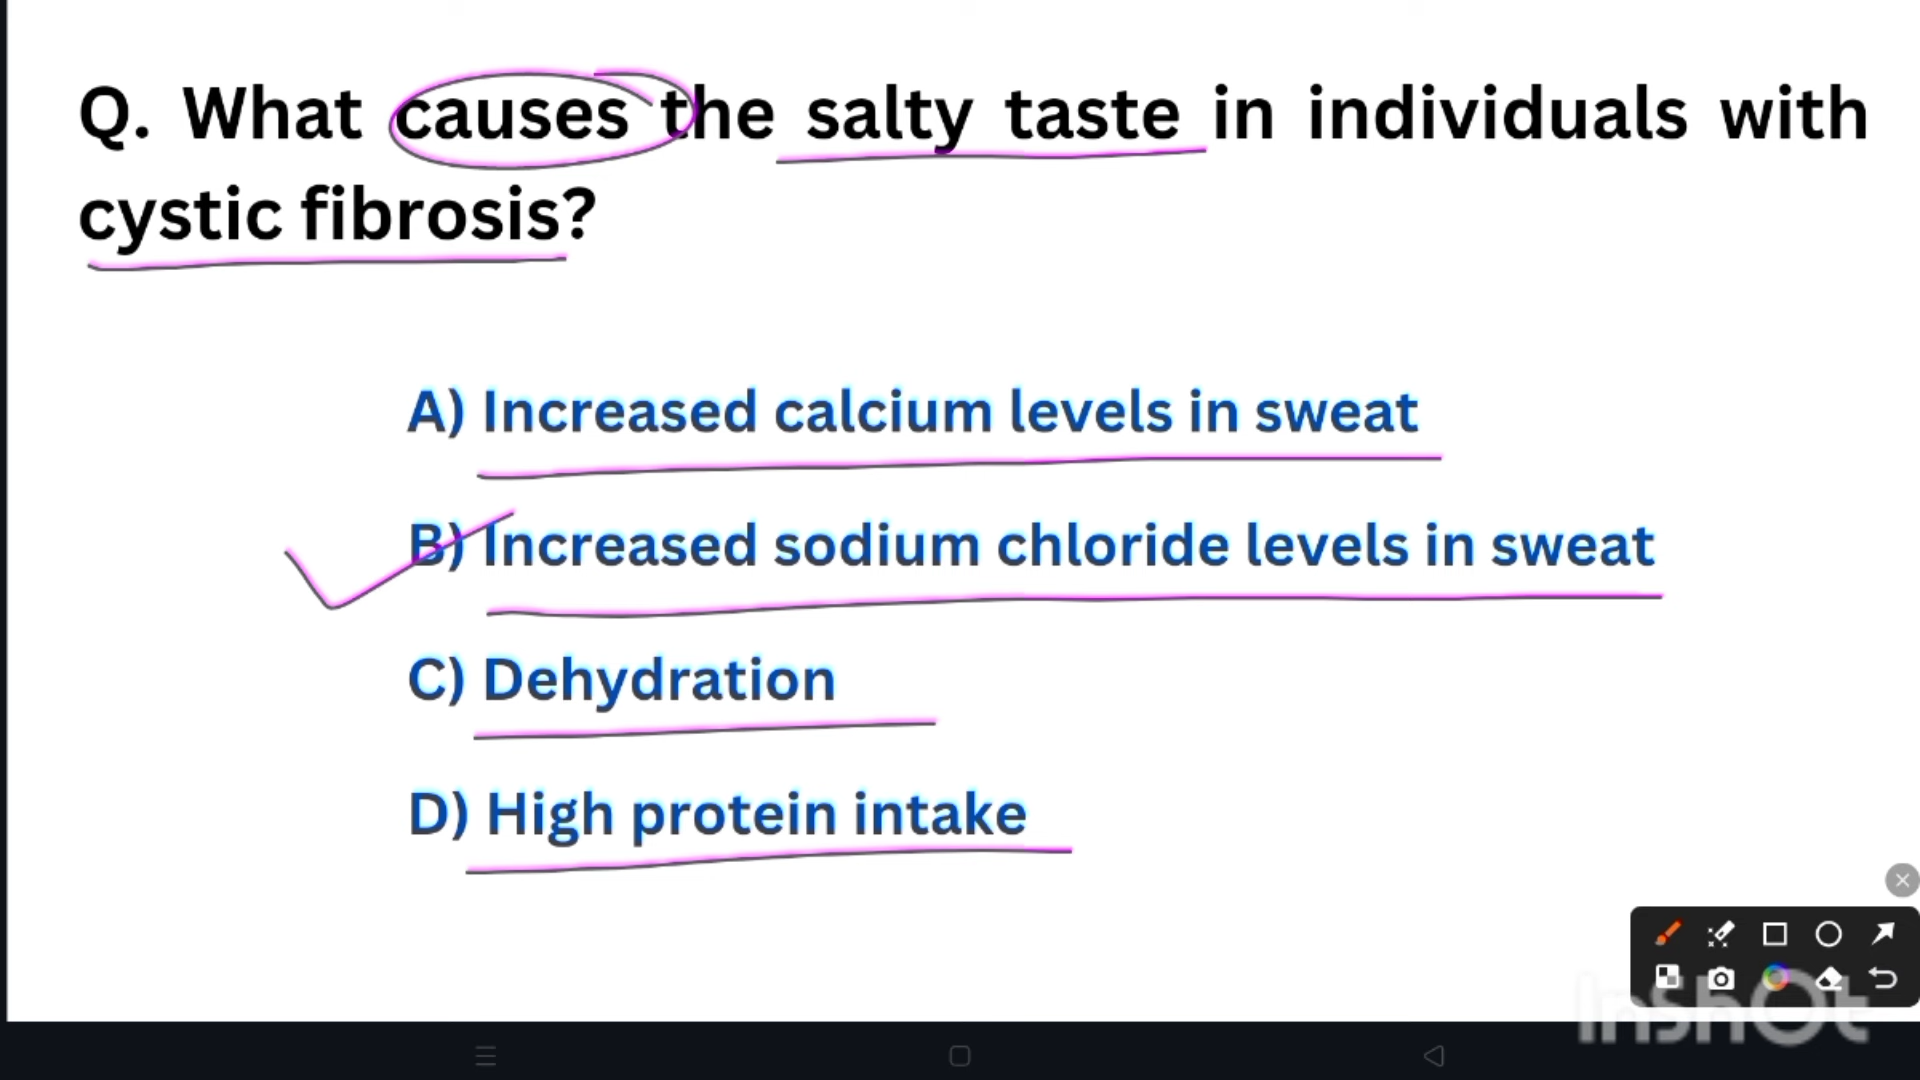 Q. What causes the salty taste in individuals with
cystic fibrosis?
A) Increased calcium levels in sweat
B) Increased sodium chloride levels in sweat
C) Dehydration
D) High protein intake
InShOt